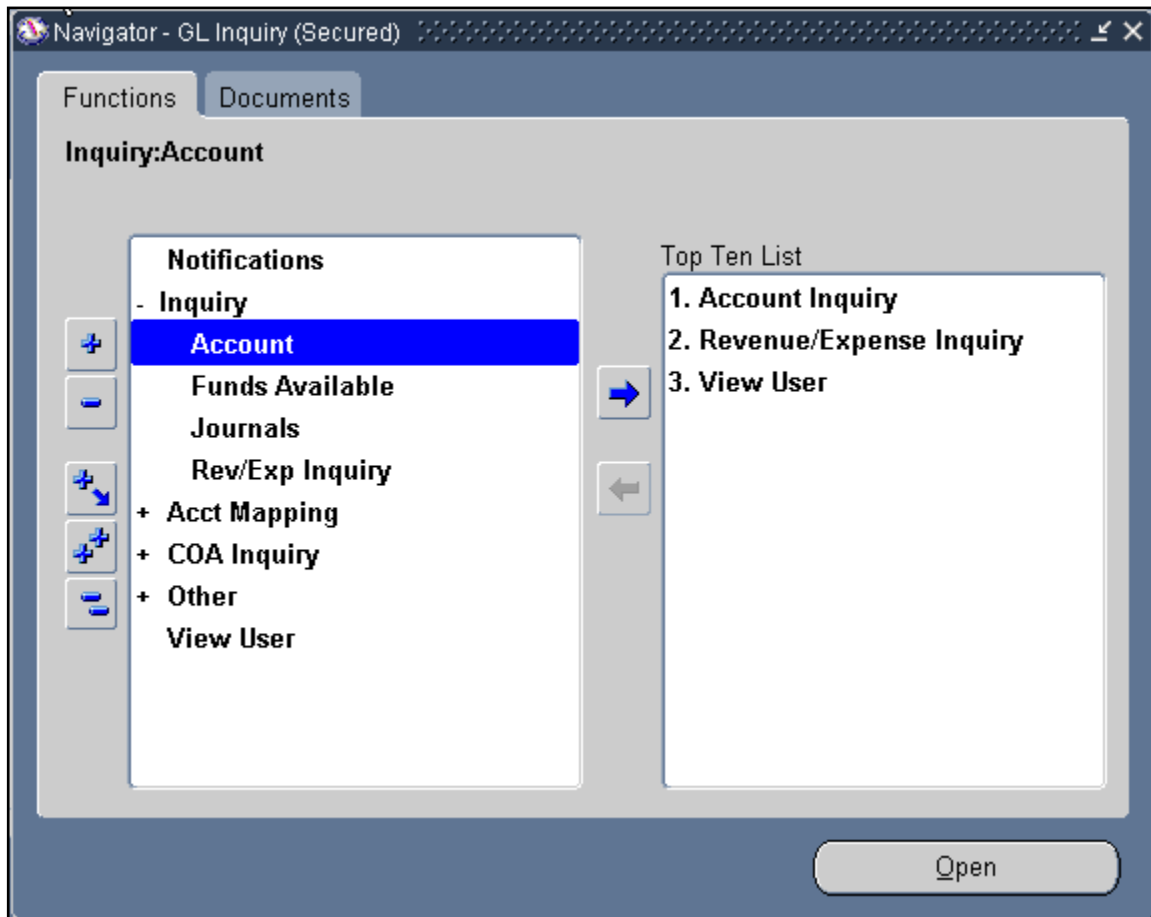 Navigator - GL Inquiry (Secured)
Functions Documents
Inquiry:Account
Notifications
- Inquiry
Account
Funds Available
Journals
Rev/Exp Inquiry
+ Acct Mapping
+ COA Inquiry
+ Other
View User
Top Ten List
1. Account Inquiry
2. Revenue/Expense Inquiry
3. View User
Open